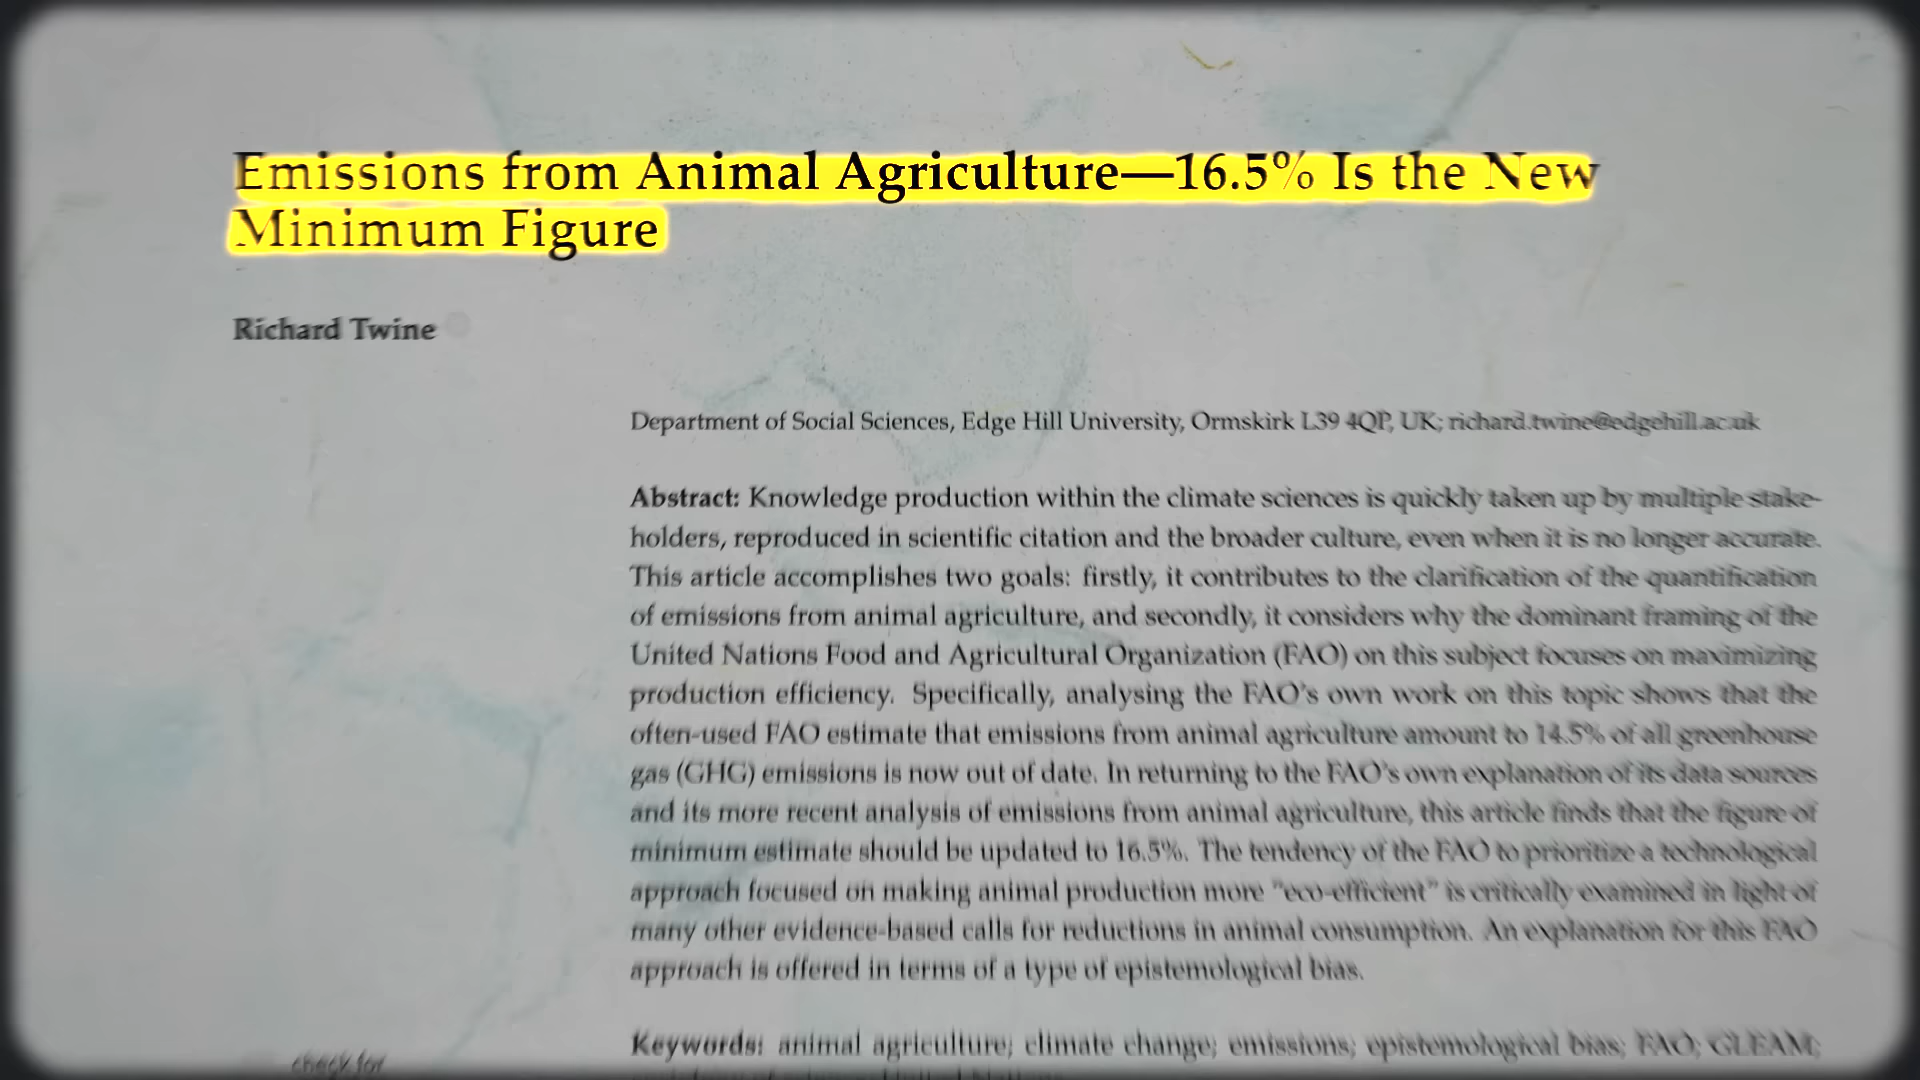 Emissions from Animal Agriculture—16.5% Is the New
Minimum Figure
Richard Twine
Department of Social Sciences, Edge Hill University, Ormskirk L39 4QP, UK; richard.twine@edgehill.ac.uk
Abstract: Knowledge production within the climate sciences is quickly taken up by multiple stake-
holders, reproduced in scientific citation and the broader culture, even when it is no longer accurate.
This article accomplishes two goals: firstly, it contributes to the clarification of the quantification
of emissions from animal agriculture, and secondly, it considers why the dominant framing of the
United Nations Food and Agricultural Organization (FAO) on this subject focuses on maximizing
production efficiency. Specifically, analysing the FAO's own work on this topic shows that the
often-used FAO estimate that emissions from animal agriculture amount to 14.5% of all greenhouse
gas (GHG) emissions is now out of date. In returning to the FAO's own explanation of its data sources
and its more recent analysis of emissions from animal agriculture, this article finds that the figure of
minimum estimate should be updated to 16.5%. The tendency of the FAO to prioritize a technological
approach focused on making animal production more "eco-efficient" is critically examined in light of
many other evidence-based calls for reductions in animal consumption. An explanation for this FAO
approach is offered in terms of a type of epistemological bias.
Keywords: animal agriculture; climate change; emissions; epistemological bias; FAO; GLEAM;
check for